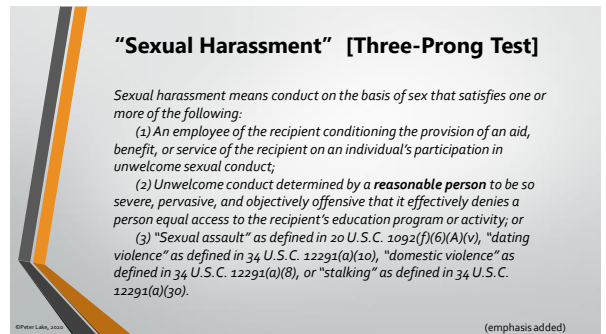 “Sexual Harassment” [Three-Prong Test]
Sexual harassment means conduct on the basis of sex that satisfies one or
more of the following:
(1) An employee of the recipient conditioning the provision of an aid,
benefit, or service of the recipient on an individual’s participation in
unwelcome sexual conduct;
(2) Unwelcome conduct determined by a reasonable person to be so
severe, pervasive, and objectively offensive that it effectively denies a
person equal access to the recipient’s education program or activity; or
(3) “Sexual assault” as defined in 20 U.S.C. 1092(f)(6)(A)(v), “dating
violence” as defined in 34 U.S.C. 12291(a)(10), “domestic violence” as
defined in 34 U.S.C. 12291(a)(8), or “stalking” as defined in 34 U.S.C.
12291(a)(30).
©Peter Lake, 2020
(emphasis added)